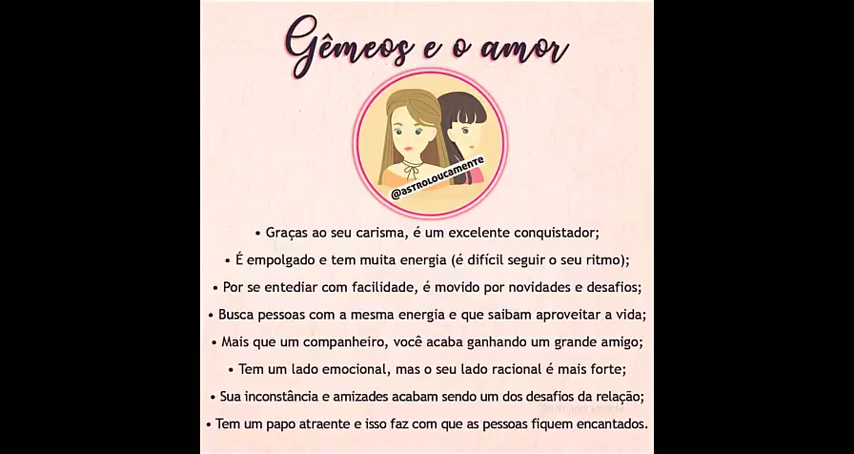 Gêmeos e o amor
@astroloucamente
• Graças ao seu carisma, é um excelente conquistador;
• É empolgado e tem muita energia (é difícil seguir o seu ritmo);
• Por se entediar com facilidade, é movido por novidades e desafios;
• Busca pessoas com a mesma energia e que saibam aproveitar a vida;
• Mais que um companheiro, você acaba ganhando um grande amigo;
• Tem um lado emocional, mas o seu lado racional é mais forte;
• Sua inconstância e amizades acabam sendo um dos desafios da relação;
• Tem um papo atraente e isso faz com que as pessoas fiquem encantados.